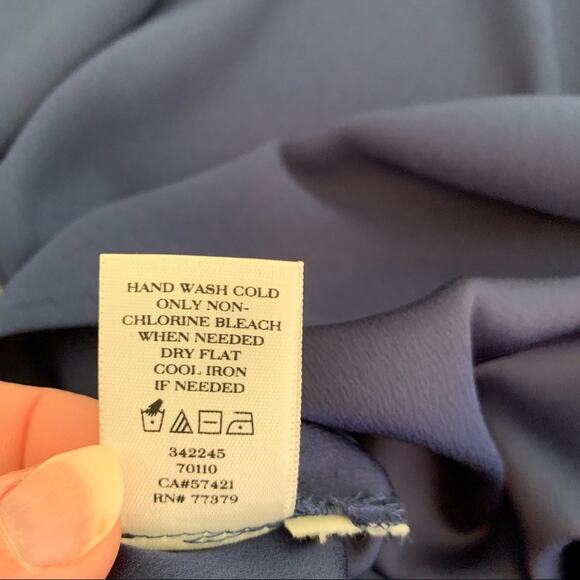 HAND WASH COLD
ONLY NON-
CHLORINE BLEACH
WHEN NEEDED
DRY FLAT
COOL IRON
IF NEEDED
342245
70110
CA#57421
RN# 77379